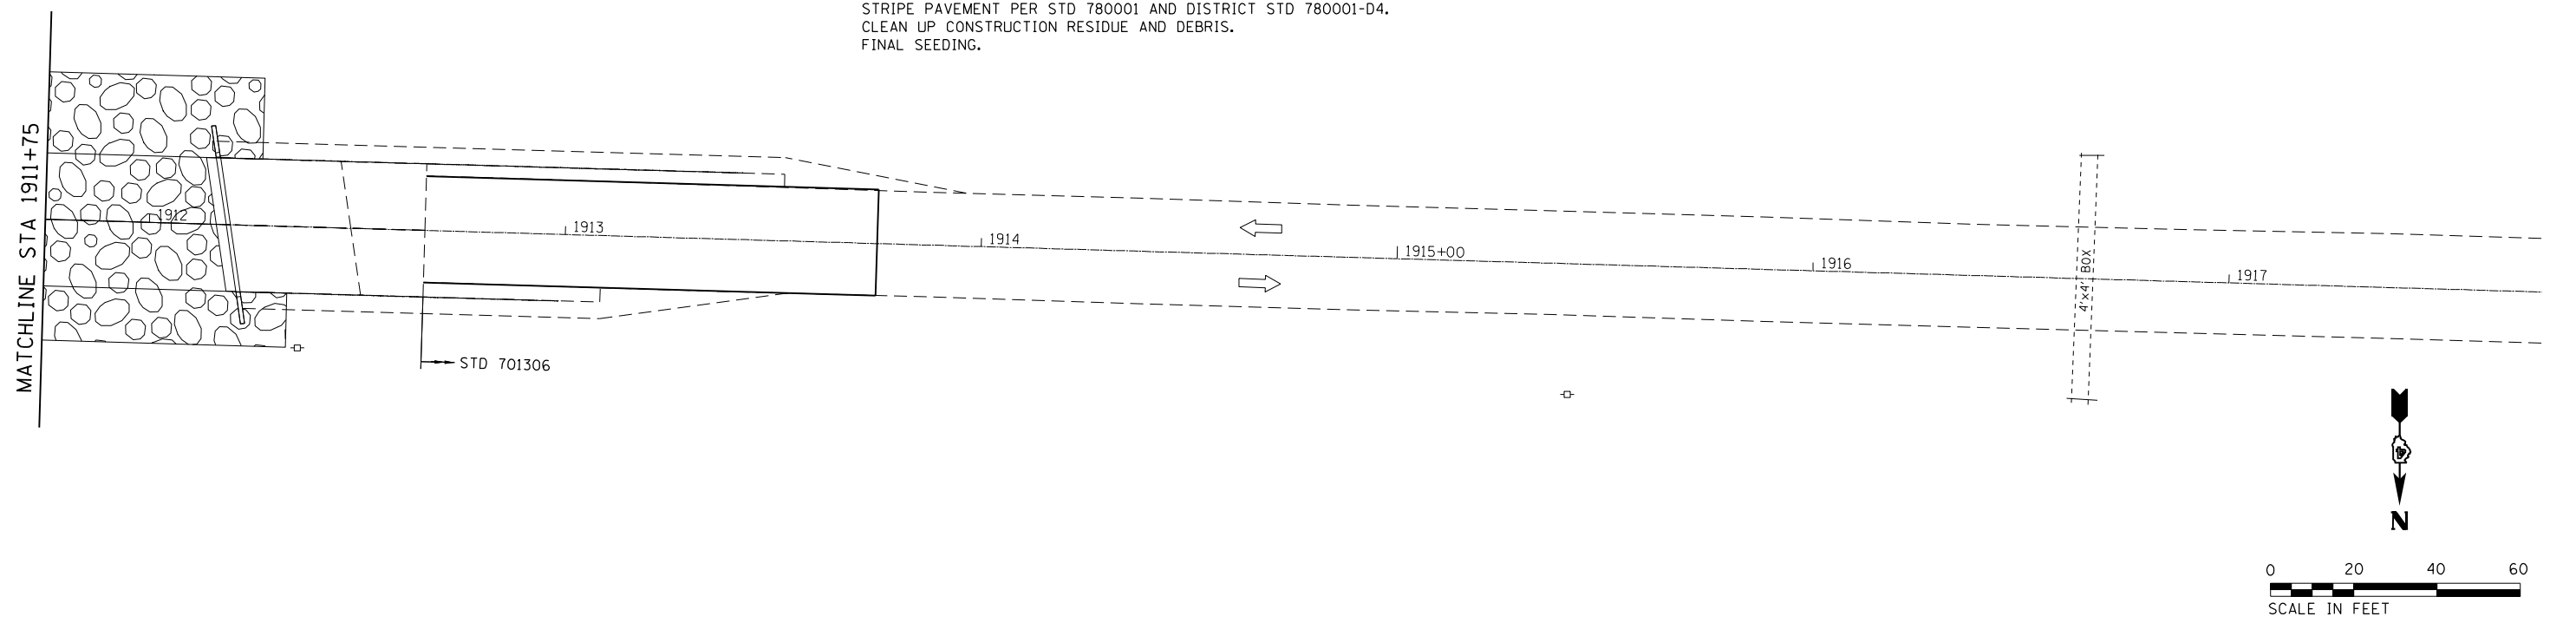 STRIPE PAVEMENT PER STD 780001 AND DISTRICT STD 780001-D4.
CLEAN UP CONSTRUCTION RESIDUE AND DEBRIS.
FINAL SEEDING.
MATCHLINE STA 1911+75
1912
1913
1914
1915+00
1916
1917
4'x4' BOX
STD 701306
N
0 20 40 60
SCALE IN FEET